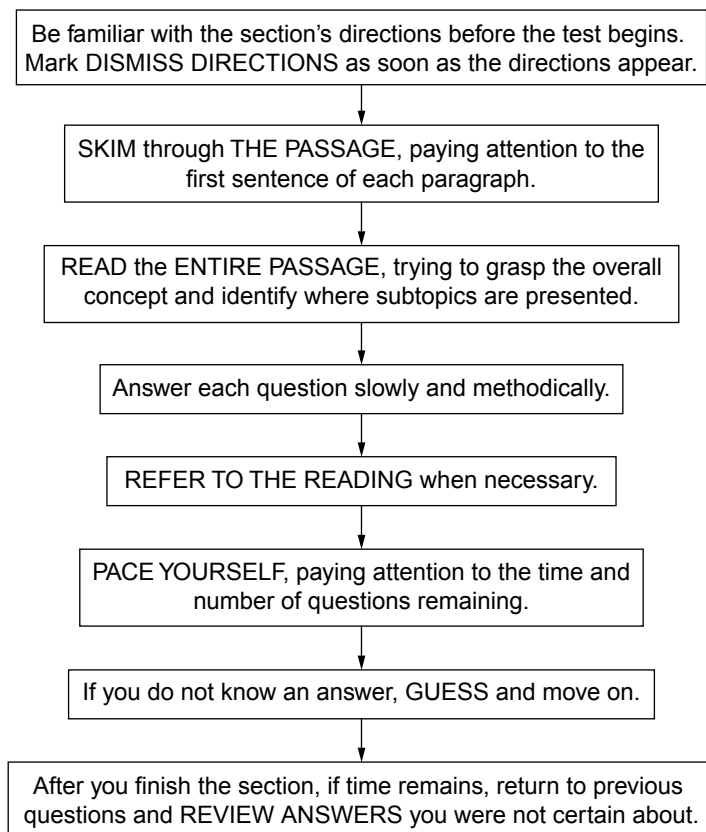 Be familiar with the section's directions before the test begins.
Mark DISMISS DIRECTIONS as soon as the directions appear.
SKIM through THE PASSAGE, paying attention to the
first sentence of each paragraph.
READ the ENTIRE PASSAGE, trying to grasp the overall
concept and identify where subtopics are presented.
Answer each question slowly and methodically.
REFER TO THE READING when necessary.
PACE YOURSELF, paying attention to the time and
number of questions remaining.
If you do not know an answer, GUESS and move on.
After you finish the section, if time remains, return to previous
questions and REVIEW ANSWERS you were not certain about.